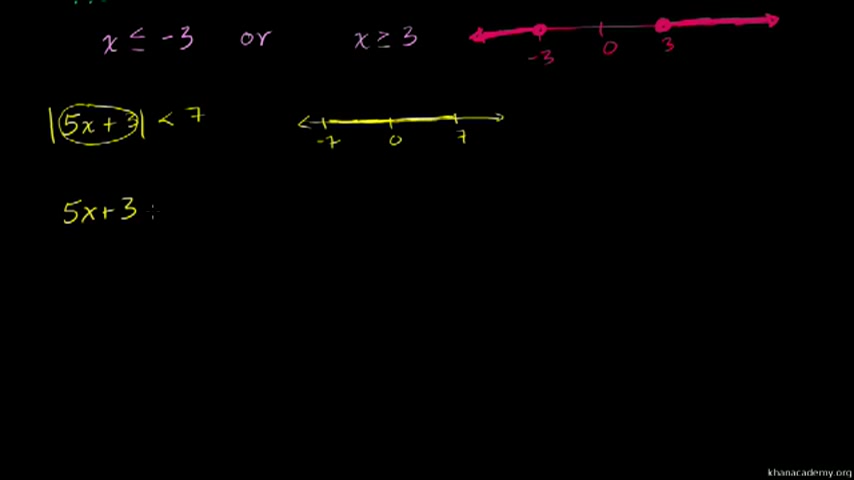 x ≤ -3 or x ≥ 3
-3 0 3
|5x + 3| < 7
-7 0 7
5x+3
khanacademy.org